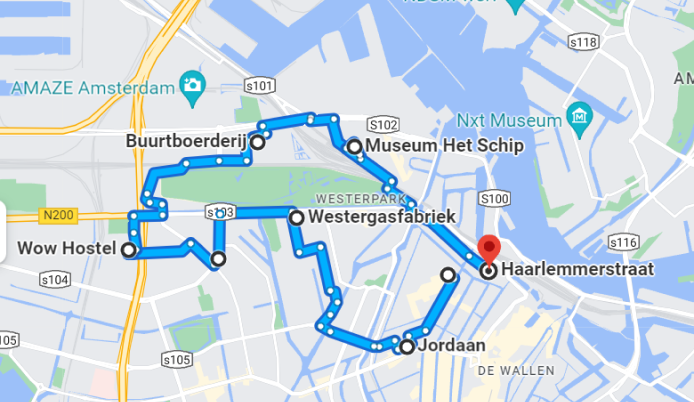 s118
AMAZE Amsterdam
s101
S102
Nxt Museum
Buurtboerderij
Museum Het Schip
WESTERPARK
S100
N200
s103
Westergasfabriek
s116
Wow Hostel
Haarlemmerstraat
s104
s105
Jordaan
DE WALLEN